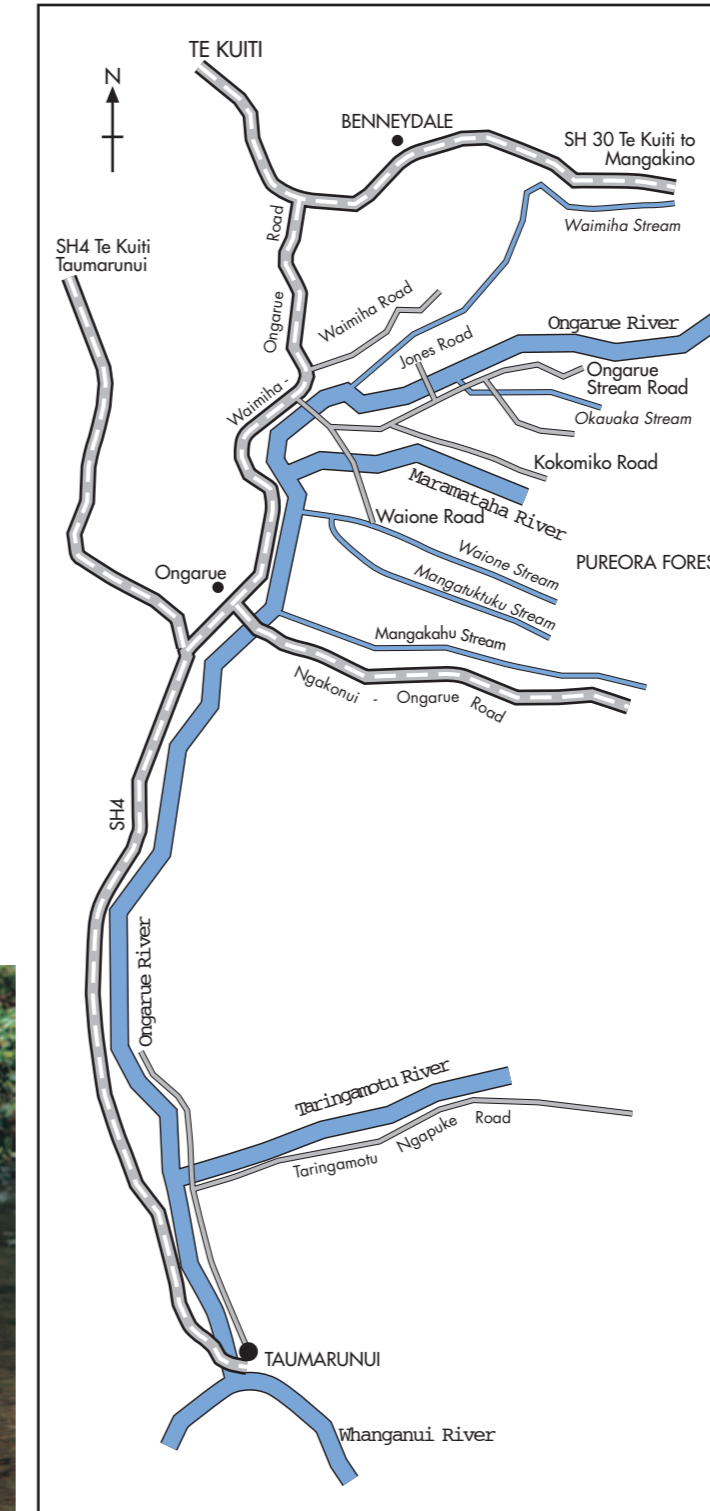 TE KUITI
N
BENNEYDALE
SH 30 Te Kuiti to
Mangakino
Waimiha Stream
SH4 Te Kuiti
Taumarunui
Waimiha - Ongarue Road
Waimiha Road
Ongarue River
Jones Road
Ongarue
Stream Road
Okauaka Stream
Kokomiko Road
Maramataha River
Waione Road
Waione Stream
PUREORA FORES
Ongarue
Mangatuktuku Stream
Mangakahu Stream
Ngakonui - Ongarue Road
SH4
Ongarue River
Taringamotu River
Taringamotu Ngapuke Road
TAUMARUNUI
Whanganui River